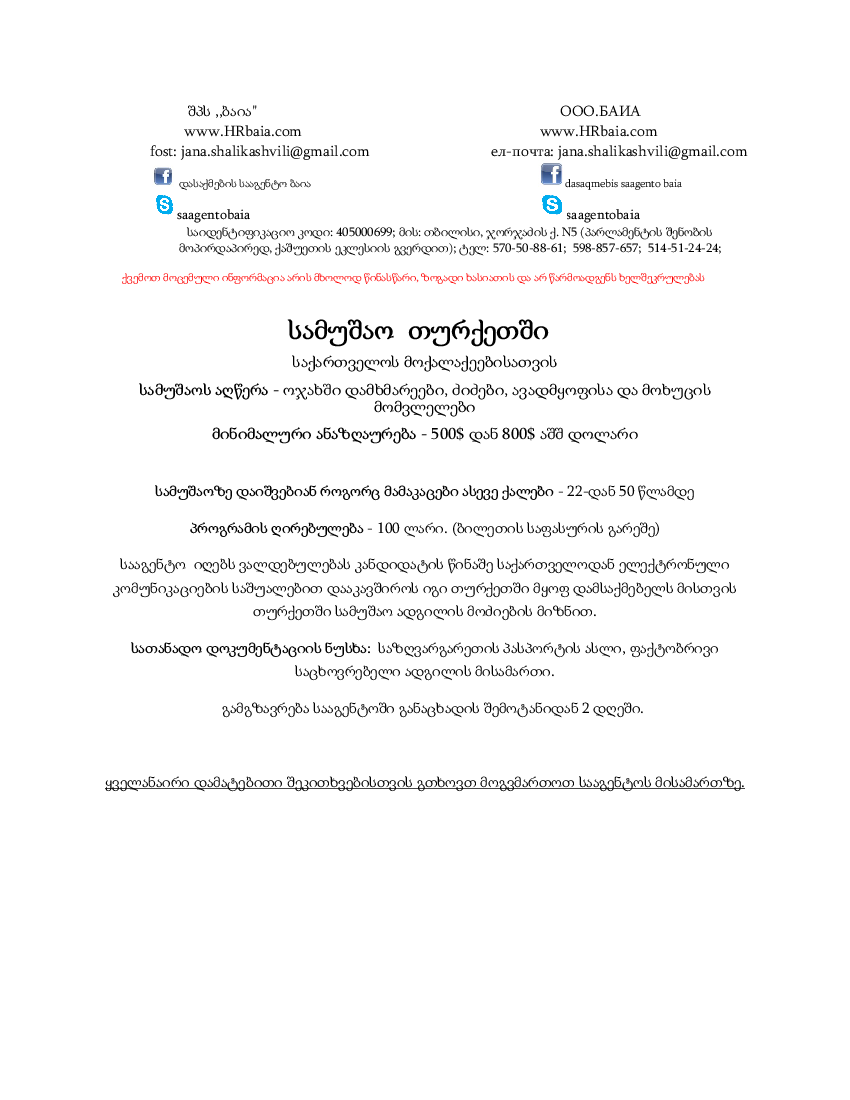 შპს ,,ბაია"
ООО.БАИА
www.HRbaia.com
www.HRbaia.com
fost: jana.shalikashvili@gmail.com
ел-почта: jana.shalikashvili@gmail.com
დასაქმების სააგენტო ბაია
dasaqmebis saagento baia
saagentobaia
saagentobaia
საიდენტიფიკაციო კოდი: 405000699; მის: თბილისი, ჯორჯაძის ქ. N5 (პარლამენტის შენობის
მოპირდაპირედ, ქაშუეთის ეკლესიის გვერდით); ტელ: 570-50-88-61; 598-857-657; 514-51-24-24;
ქვემოთ მოცემული ინფორმაცია არის მხოლოდ წინასწარი, ზოგადი ხასიათის და არ წარმოადგენს ხელშეკრულებას
სამუშაო თურქეთში
საქართველოს მოქალაქეებისათვის
სამუშაოს აღწერა - ოჯახში დამხმარეები, ძიძები, ავადმყოფისა და მოხუცის
მომვლელები
მინიმალური ანაზღაურება - 500$ დან 800$ აშშ დოლარი
სამუშაოზე დაიშვებიან როგორც მამაკაცები ასევე ქალები - 22-დან 50 წლამდე
პროგრამის ღირებულება - 100 ლარი. (ბილეთის საფასურის გარეშე)
სააგენტო იღებს ვალდებულებას კანდიდატის წინაშე საქართველოდან ელექტრონული
კომუნიკაციების საშუალებით დააკავშიროს იგი თურქეთში მყოფ დამსაქმებელს მისთვის
თურქეთში სამუშაო ადგილის მოძიების მიზნით.
სათანადო დოკუმენტაციის ნუსხა: საზღვარგარეთის პასპორტის ასლი, ფაქტობრივი
საცხოვრებელი ადგილის მისამართი.
გამგზავრება სააგენტოში განაცხადის შემოტანიდან 2 დღეში.
ყველანაირი დამატებითი შეკითხვებისთვის გთხოვთ მოგვმართოთ სააგენტოს მისამართზე.